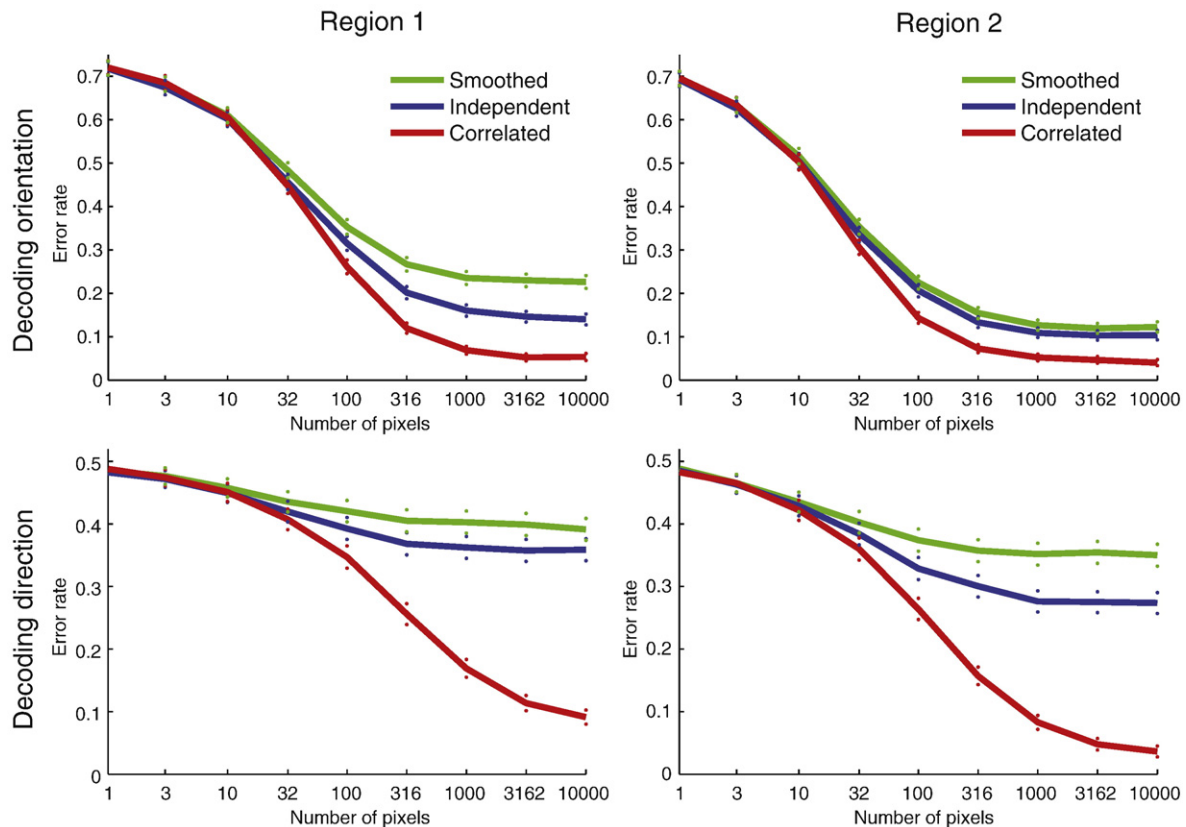 Region 1
Region 2
Decoding orientation
Error rate
0.7
0.6
0.5
0.4
0.3
0.2
0.1
0
Smoothed
Independent
Correlated
1 3 10 32 100 316 1000 3162 10000
Number of pixels
Error rate
0.7
0.6
0.5
0.4
0.3
0.2
0.1
0
Smoothed
Independent
Correlated
1 3 10 32 100 316 1000 3162 10000
Number of pixels
Decoding direction
Error rate
0.5
0.4
0.3
0.2
0.1
0
1 3 10 32 100 316 1000 3162 10000
Number of pixels
Error rate
0.5
0.4
0.3
0.2
0.1
0
1 3 10 32 100 316 1000 3162 10000
Number of pixels